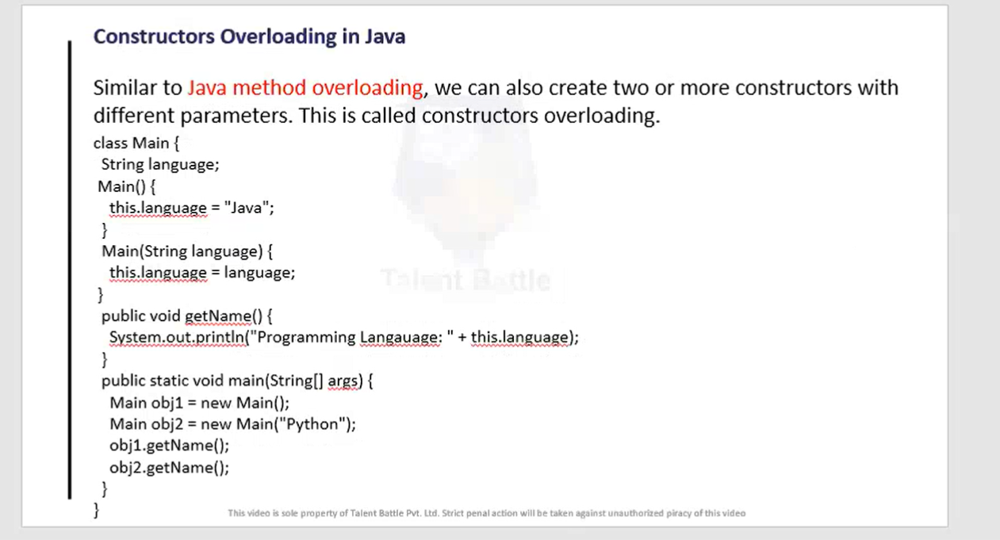 Constructors Overloading in Java
Similar to Java method overloading, we can also create two or more constructors with
different parameters. This is called constructors overloading.
class Main {
String language;
Main() {
this.language = "Java";
}
Main(String language) {
this.language = language;
}
public void getName() {
System.out.println("Programming Langauage: " + this.language);
}
public static void main(String[] args) {
Main obj1 = new Main();
Main obj2 = new Main("Python");
obj1.getName();
obj2.getName();
}
}
Talent Battle
This video is sole property of Talent Battle Pvt. Ltd. Strict penal action will be taken against unauthorized piracy of this video